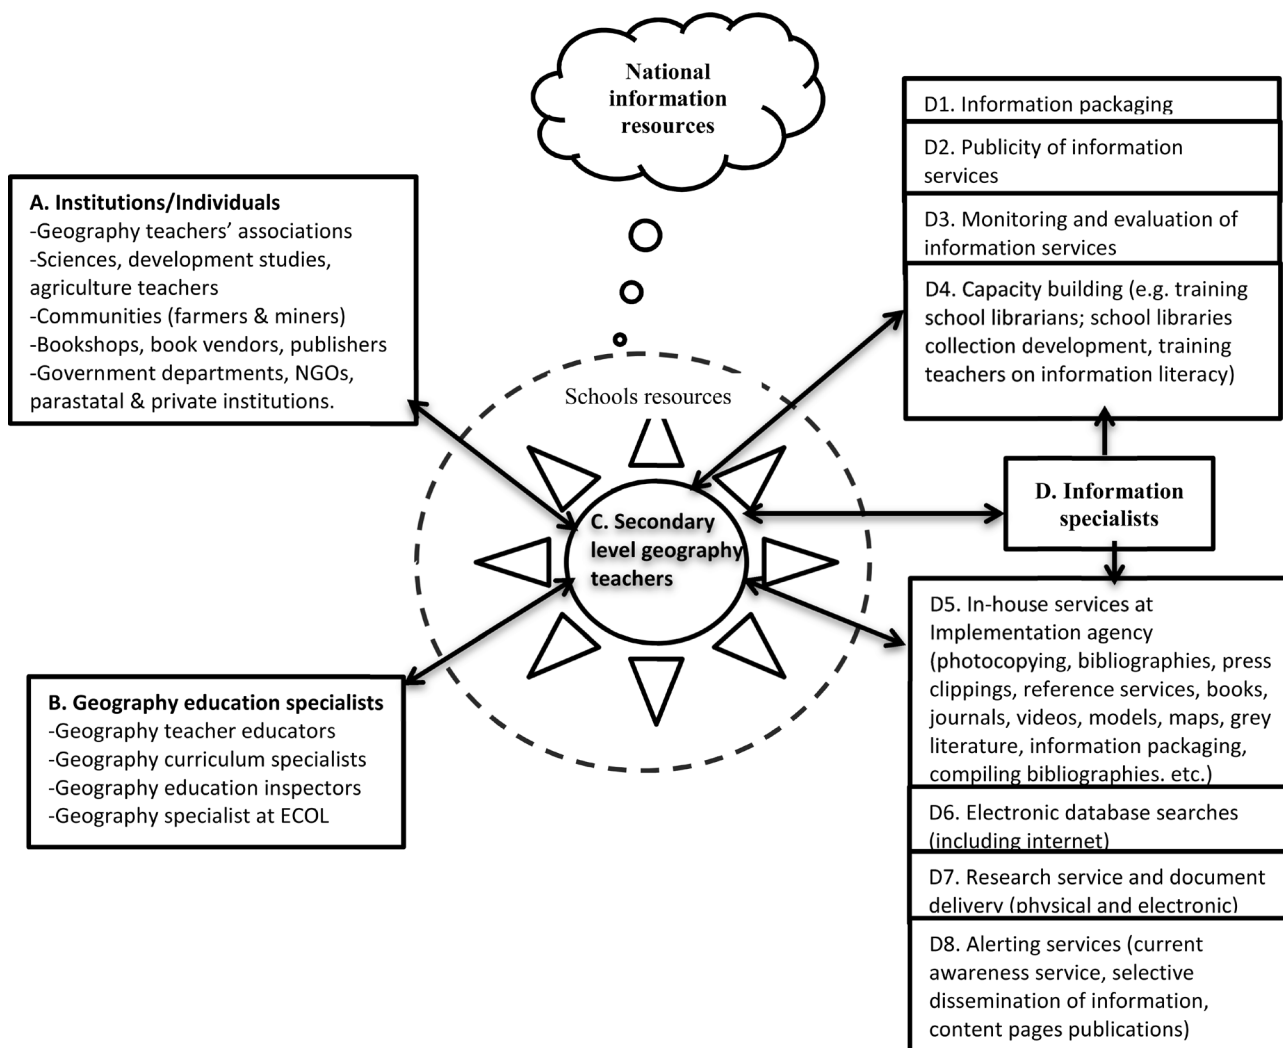 National
information
resources
A. Institutions/Individuals
-Geography teachers’ associations
-Sciences, development studies,
agriculture teachers
-Communities (farmers & miners)
-Bookshops, book vendors, publishers
-Government departments, NGOs,
parastatal & private institutions.
B. Geography education specialists
-Geography teacher educators
-Geography curriculum specialists
-Geography education inspectors
-Geography specialist at ECOL
Schools resources
C. Secondary
level geography
teachers
D1. Information packaging
D2. Publicity of information
services
D3. Monitoring and evaluation of
information services
D4. Capacity building (e.g. training
school librarians; school libraries
collection development, training
teachers on information literacy)
D. Information
specialists
D5. In-house services at
Implementation agency
(photocopying, bibliographies, press
clippings, reference services, books,
journals, videos, models, maps, grey
literature, information packaging,
compiling bibliographies. etc.)
D6. Electronic database searches
(including internet)
D7. Research service and document
delivery (physical and electronic)
D8. Alerting services (current
awareness service, selective
dissemination of information,
content pages publications)